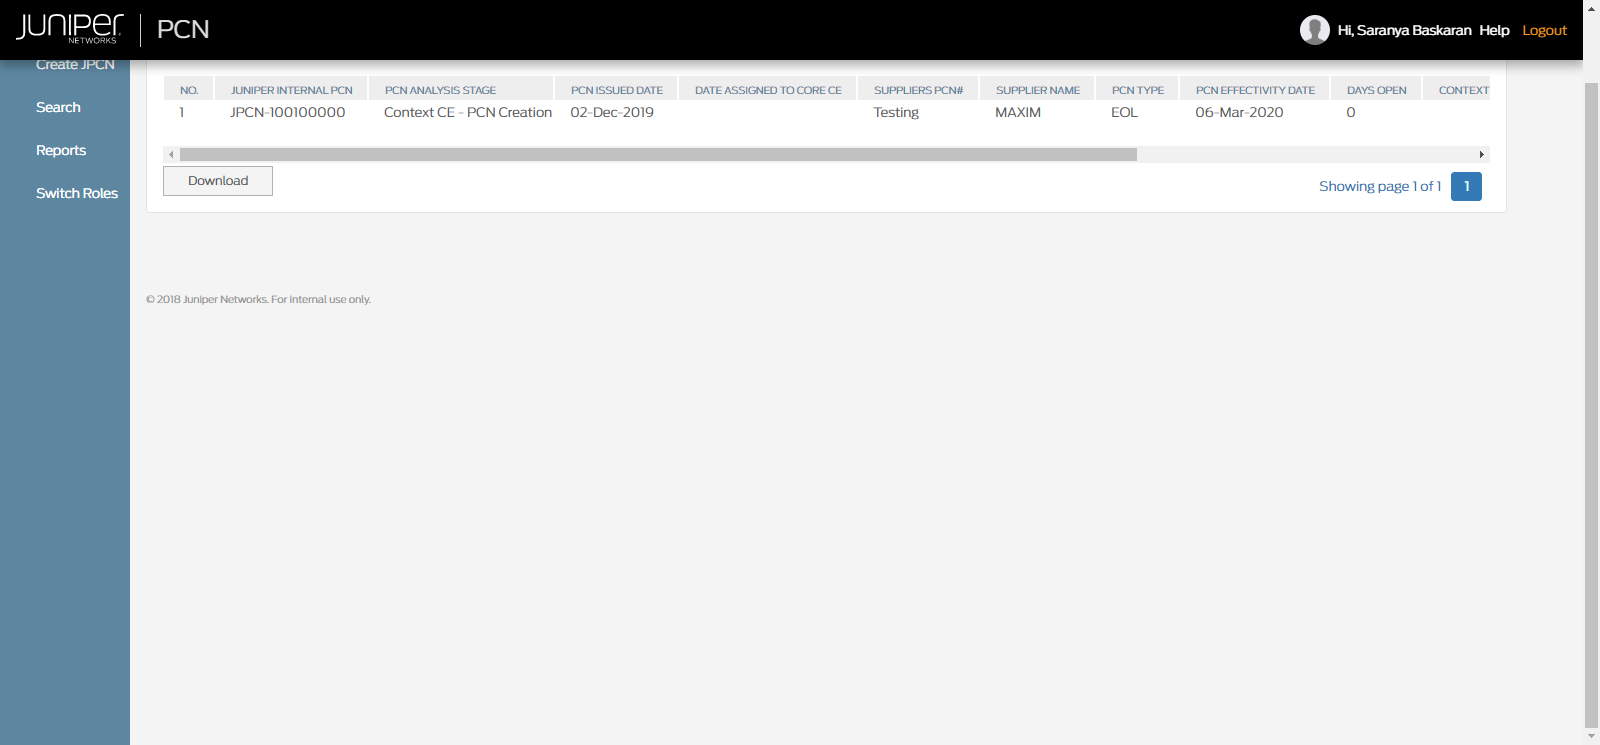 JUNIPER NETWORKS PCN Hi, Saranya Baskaran Help Logout
Create JPCN
Search
Reports
Switch Roles
NO. JUNIPER INTERNAL PCN PCN ANALYSIS STAGE PCN ISSUED DATE DATE ASSIGNED TO CORE CE SUPPLIERS PCN# SUPPLIER NAME PCN TYPE PCN EFFECTIVITY DATE DAYS OPEN CONTEXT
1 JPCN-100100000 Context CE - PCN Creation 02-Dec-2019 Testing MAXIM EOL 06-Mar-2020 0
Download
Showing page 1 of 1 1
© 2018 Juniper Networks. For internal use only.